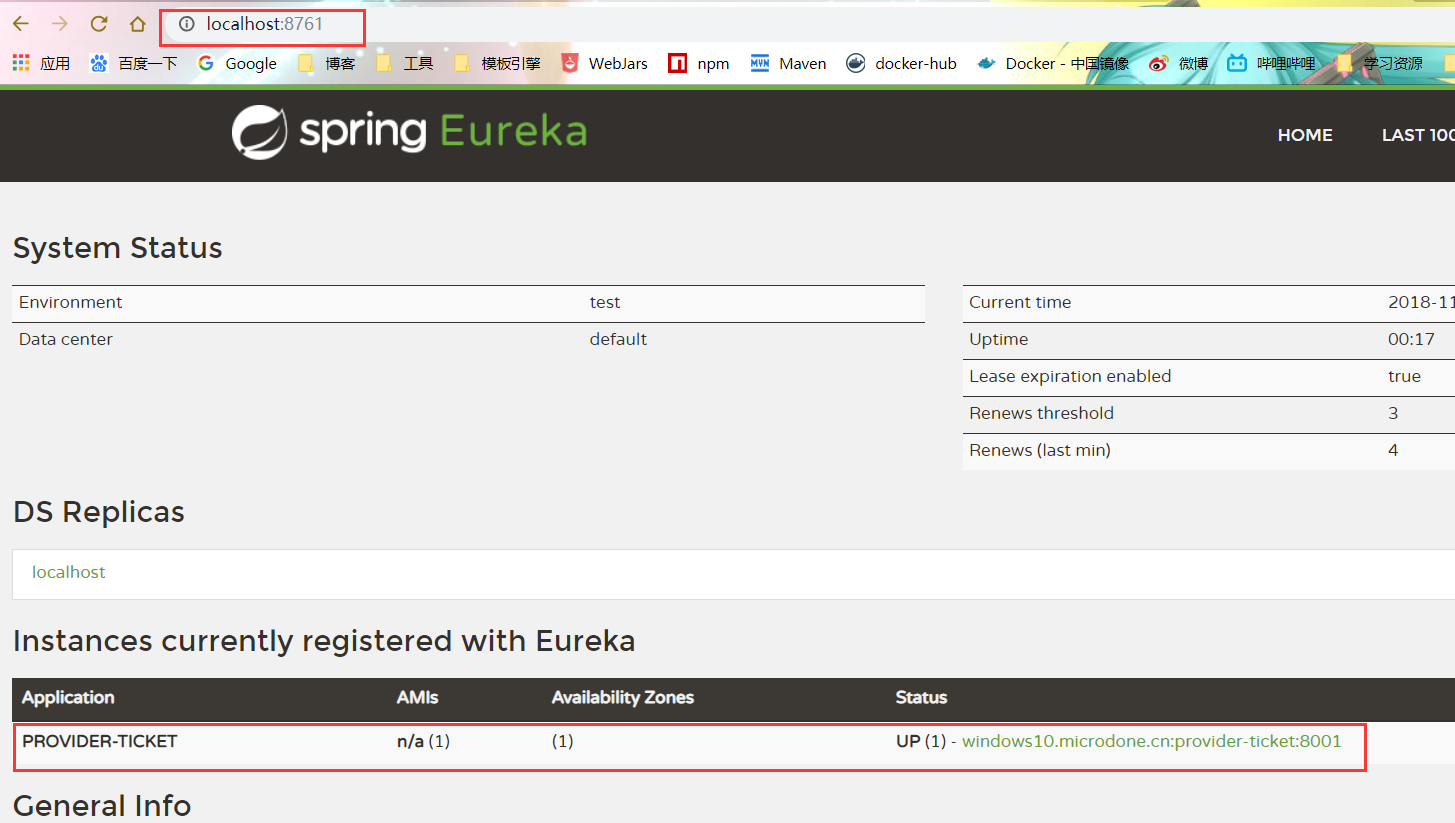 localhost:8761
应用 百度一下 Google 博客 工具 模板引擎 WebJars npm Maven docker-hub Docker - 中国镜像 微博 哔哩哔哩 学习资源
spring Eureka
HOME LAST 100
System Status
Environment test
Data center default
Current time 2018-11
Uptime 00:17
Lease expiration enabled true
Renews threshold 3
Renews (last min) 4
DS Replicas
localhost
Instances currently registered with Eureka
Application AMIs Availability Zones Status
PROVIDER-TICKET n/a (1) (1) UP (1) - windows10.microdone.cn:provider-ticket:8001
General Info